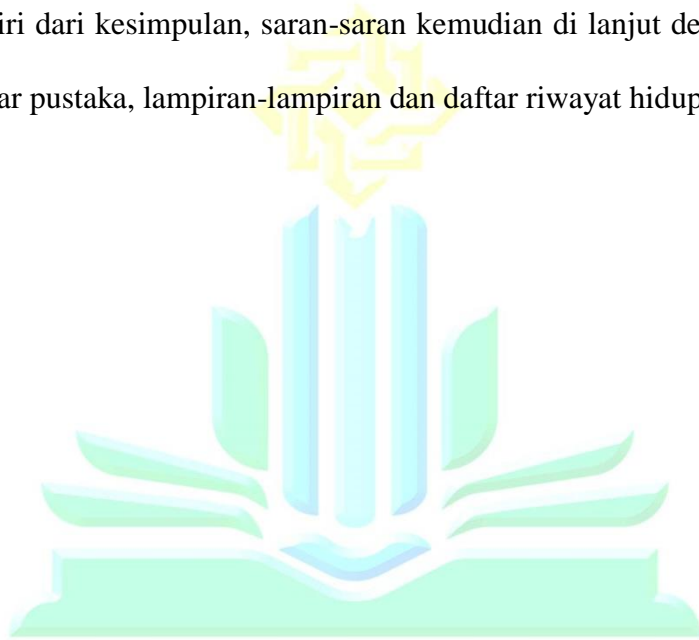 iri dari kesimpulan, saran-saran kemudian di lanjut de
ar pustaka, lampiran-lampiran dan daftar riwayat hidup